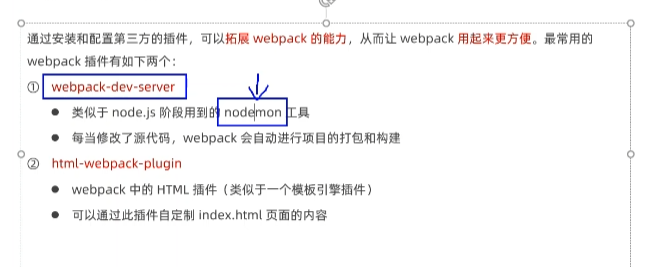 通过安装和配置第三方的插件，可以拓展 webpack 的能力，从而让 webpack 用起来更方便。最常用的
webpack 插件有如下两个：
① webpack-dev-server
● 类似于 node.js 阶段用到的 nodemon 工具
● 每当修改了源代码，webpack 会自动进行项目的打包和构建
② html-webpack-plugin
● webpack 中的 HTML 插件（类似于一个模板引擎插件）
● 可以通过此插件自定制 index.html 页面的内容